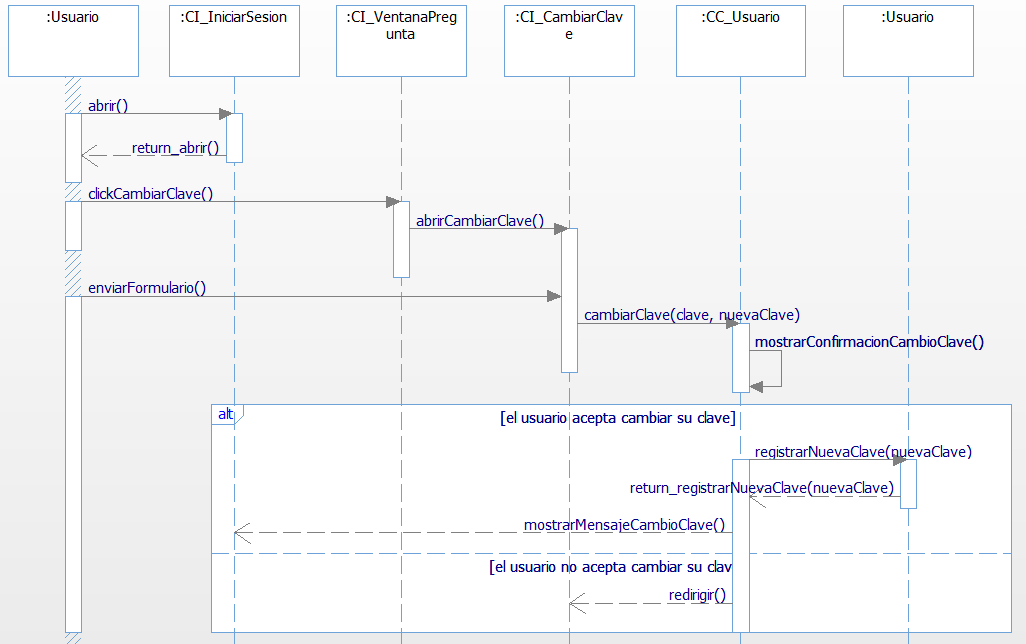 :Usuario
:CI_IniciarSesion
:CI_VentanaPreg
unta
:CI_CambiarClav
e
:CC_Usuario
:Usuario
abrir()
return_abrir()
clickCambiarClave()
abrirCambiarClave()
enviarFormulario()
cambiarClave(clave, nuevaClave)
mostrarConfirmacionCambioClave()
alt
[el usuario acepta cambiar su clave]
registrarNuevaClave(nuevaClave)
return_registrarNuevaClave(nuevaClave)
mostrarMensajeCambioClave()
[el usuario no acepta cambiar su clav
redirigir()